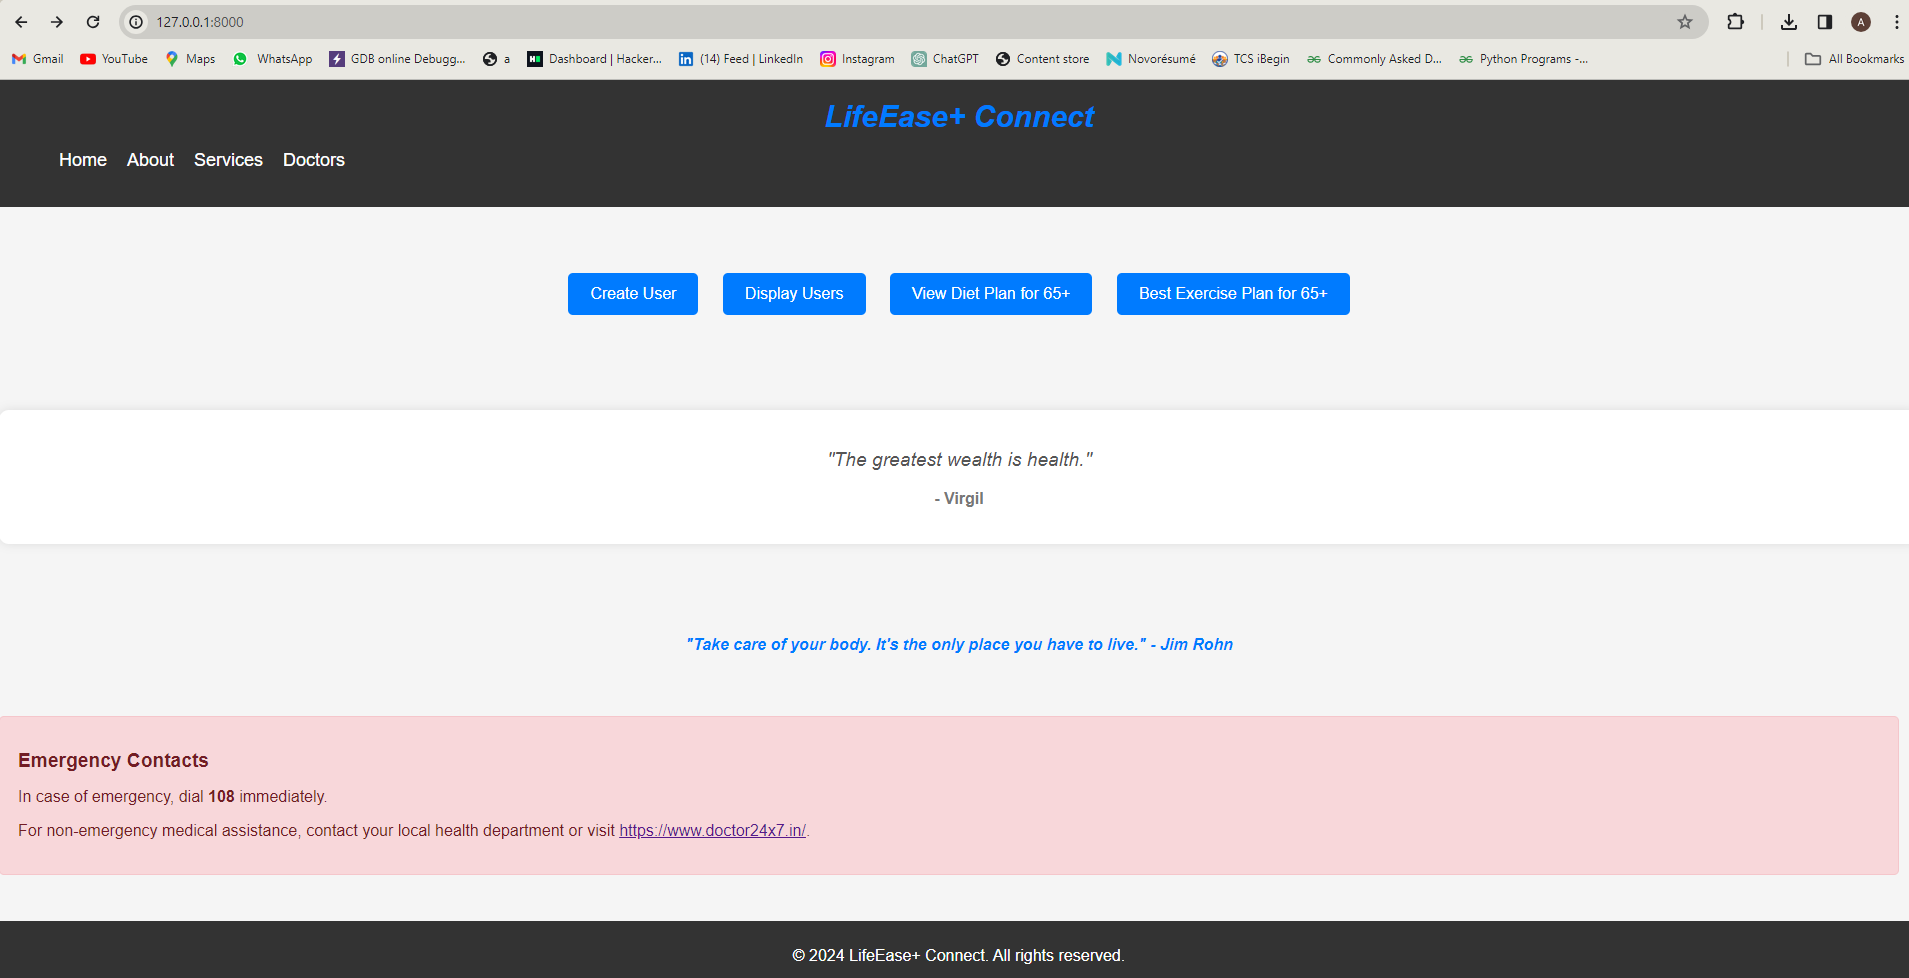 127.0.0.1:8000
Gmail YouTube Maps WhatsApp GDB online Debugg... a Dashboard | Hacker... (14) Feed | LinkedIn Instagram ChatGPT Content store Novorésumé TCS iBegin Commonly Asked D... Python Programs -... All Bookmarks
LifeEase+ Connect
Home About Services Doctors
Create User Display Users View Diet Plan for 65+ Best Exercise Plan for 65+
"The greatest wealth is health."
- Virgil
"Take care of your body. It's the only place you have to live." - Jim Rohn
Emergency Contacts
In case of emergency, dial 108 immediately.
For non-emergency medical assistance, contact your local health department or visit https://www.doctor24x7.in/.
© 2024 LifeEase+ Connect. All rights reserved.